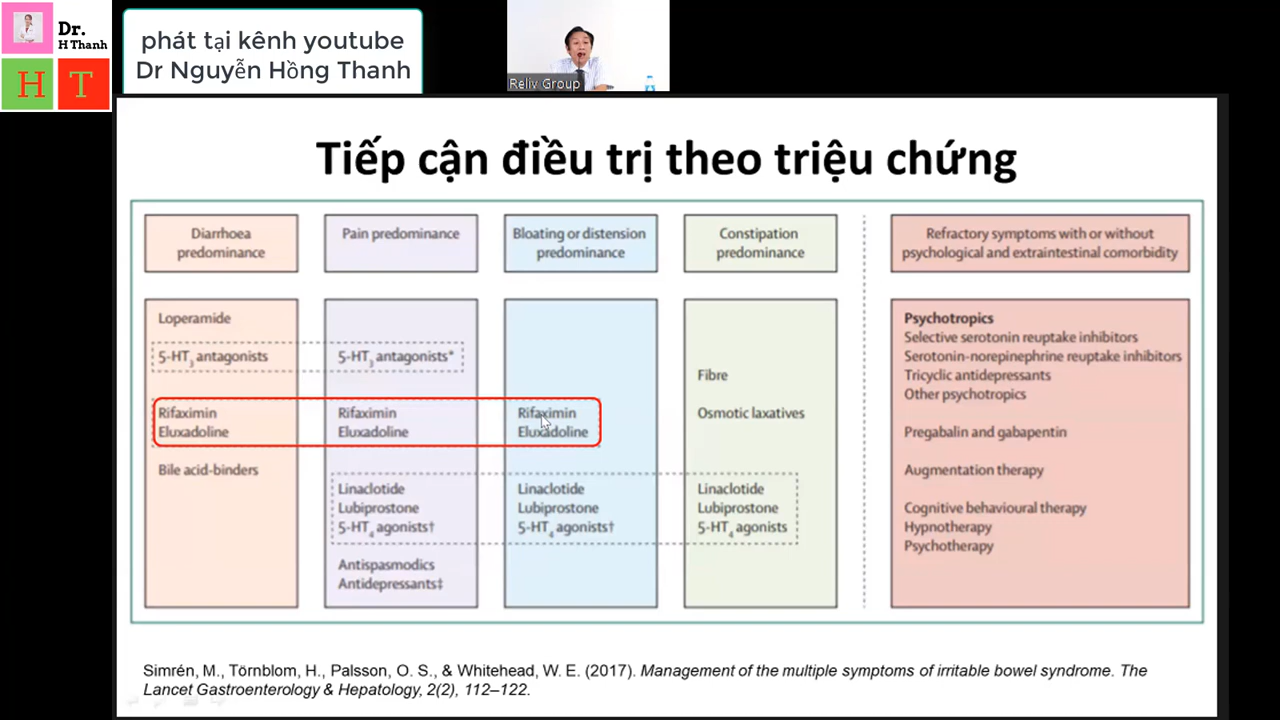 Dr.
H Thanh
H T
phát tại kênh youtube
Dr Nguyễn Hồng Thanh
Reliv Group
Tiếp cận điều trị theo triệu chứng
Diarrhoea
predominance
Pain predominance
Bloating or distension
predominance
Constipation
predominance
Refractory symptoms with or without
psychological and extraintestinal comorbidity
Loperamide
5-HT₃ antagonists
Rifaximin
Eluxadoline
Bile acid-binders
5-HT₃ antagonists*
Rifaximin
Eluxadoline
Linaclotide
Lubiprostone
5-HT₄ agonists†
Antispasmodics
Antidepressants‡
Rifaximin
Eluxadoline
Linaclotide
Lubiprostone
5-HT₄ agonists†
Fibre
Osmotic laxatives
Linaclotide
Lubiprostone
5-HT₄ agonists
Psychotropics
Selective serotonin reuptake inhibitors
Serotonin-norepinephrine reuptake inhibitors
Tricyclic antidepressants
Other psychotropics
Pregabalin and gabapentin
Augmentation therapy
Cognitive behavioural therapy
Hypnotherapy
Psychotherapy
Simrén, M., Törnblom, H., Palsson, O. S., & Whitehead, W. E. (2017). Management of the multiple symptoms of irritable bowel syndrome. The
Lancet Gastroenterology & Hepatology, 2(2), 112–122.